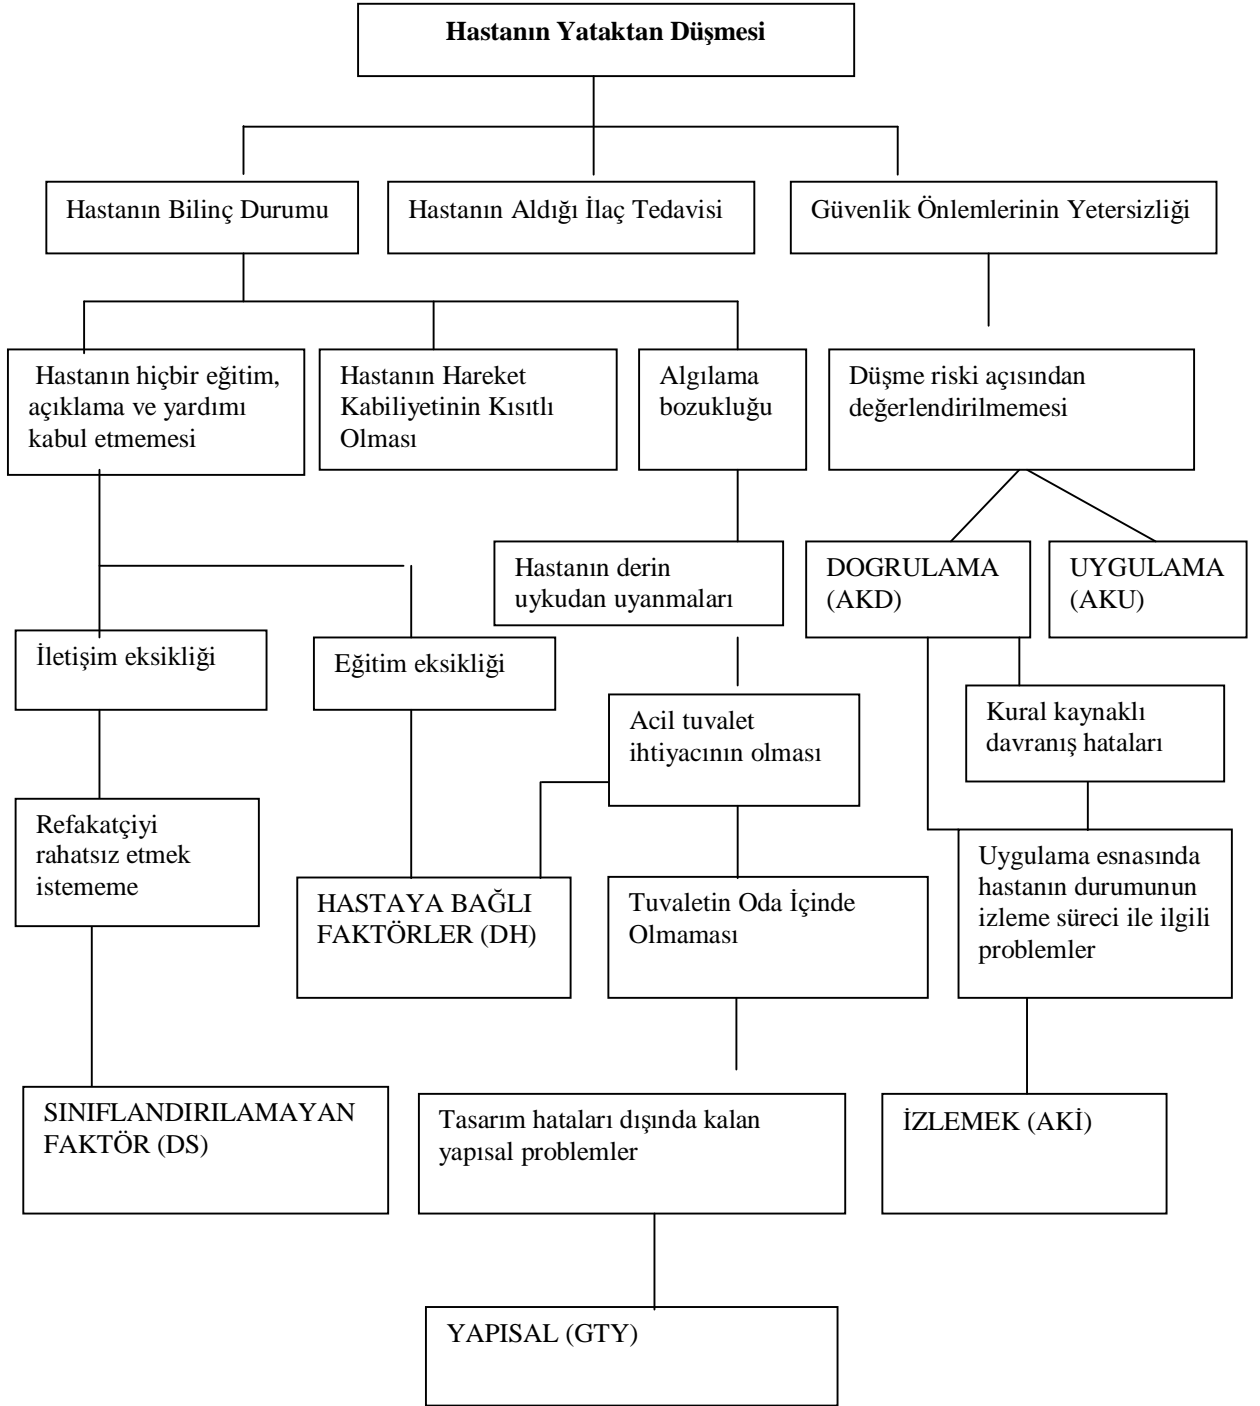 Hastanın Yataktan Düşmesi
Hastanın Bilinç Durumu
Hastanın Aldığı İlaç Tedavisi
Güvenlik Önlemlerinin Yetersizliği
Hastanın hiçbir eğitim,
açıklama ve yardımı
kabul etmemesi
Hastanın Hareket
Kabiliyetinin Kısıtlı
Olması
Algılama
bozukluğu
Düşme riski açısından
değerlendirilmemesi
Hastanın derin
uykudan uyanmaları
DOGRULAMA
(AKD)
UYGULAMA
(AKU)
İletişim eksikliği
Eğitim eksikliği
Acil tuvalet
ihtiyacının olması
Kural kaynaklı
davranış hataları
Refakatçiyi
rahatsız etmek
istememe
HASTAYA BAĞLI
FAKTÖRLER (DH)
Tuvaletin Oda İçinde
Olmaması
Uygulama esnasında
hastanın durumunun
izleme süreci ile ilgili
problemler
SINIFLANDIRILAMAYAN
FAKTÖR (DS)
Tasarım hataları dışında kalan
yapısal problemler
İZLEMEK (AKİ)
YAPISAL (GTY)